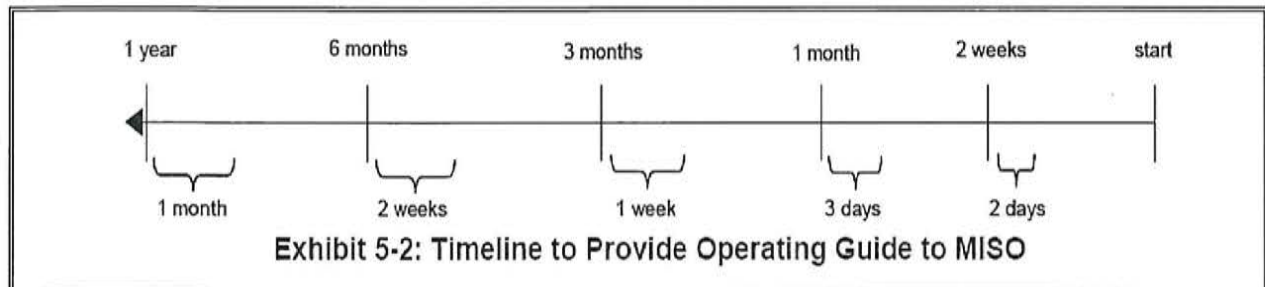 1 year 6 months 3 months 1 month 2 weeks start
1 month 2 weeks 1 week 3 days 2 days
Exhibit 5-2: Timeline to Provide Operating Guide to MISO